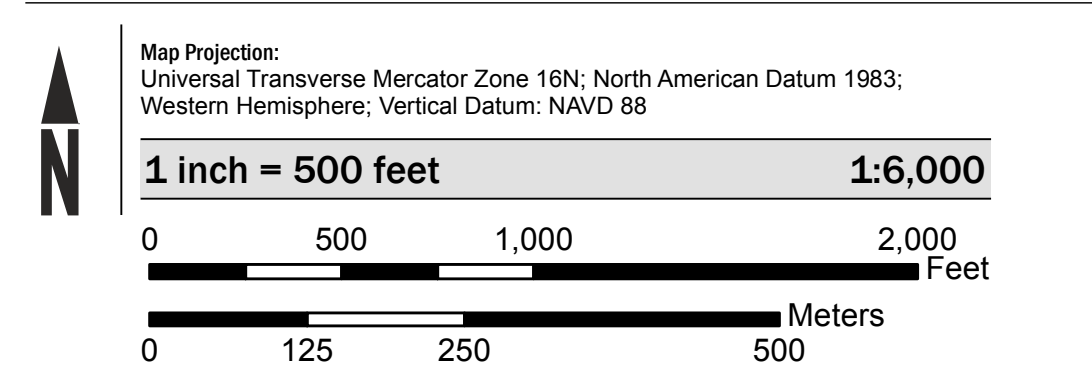 Map Projection:
Universal Transverse Mercator Zone 16N; North American Datum 1983;
Western Hemisphere; Vertical Datum: NAVD 88
N
1 inch = 500 feet 1:6,000
0 500 1,000 2,000
Feet
Meters
0 125 250 500